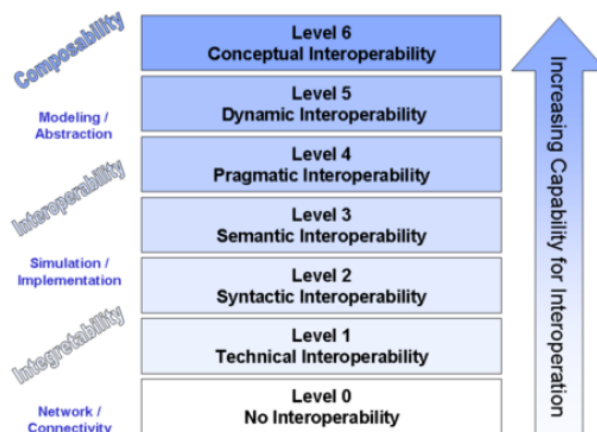 Composability
Modeling /
Abstraction
Interoperability
Simulation /
Implementation
Integretability
Network /
Connectivity
Level 6
Conceptual Interoperability
Level 5
Dynamic Interoperability
Level 4
Pragmatic Interoperability
Level 3
Semantic Interoperability
Level 2
Syntactic Interoperability
Level 1
Technical Interoperability
Level 0
No Interoperability
Increasing Capability for Interoperation